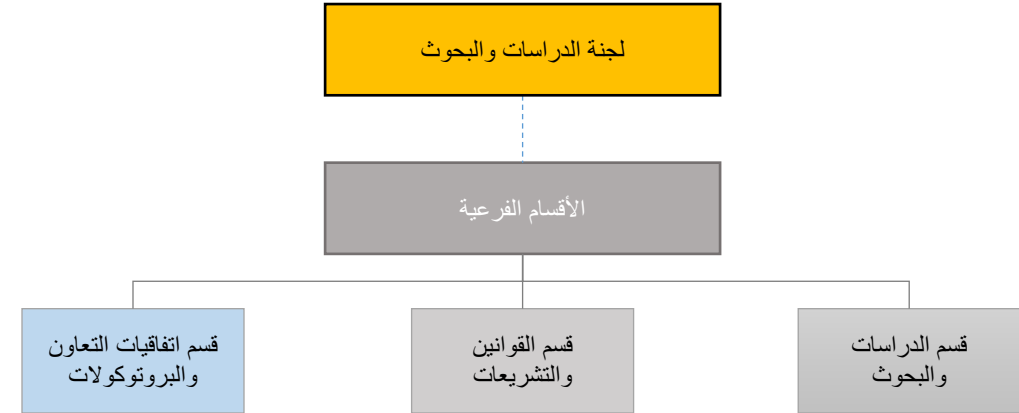 لجنة الدراسات والبحوث
الأقسام الفرعية
قسم الدراسات
والبحوث
قسم القوانين
والتشريعات
قسم اتفاقيات التعاون
والبروتوكولات